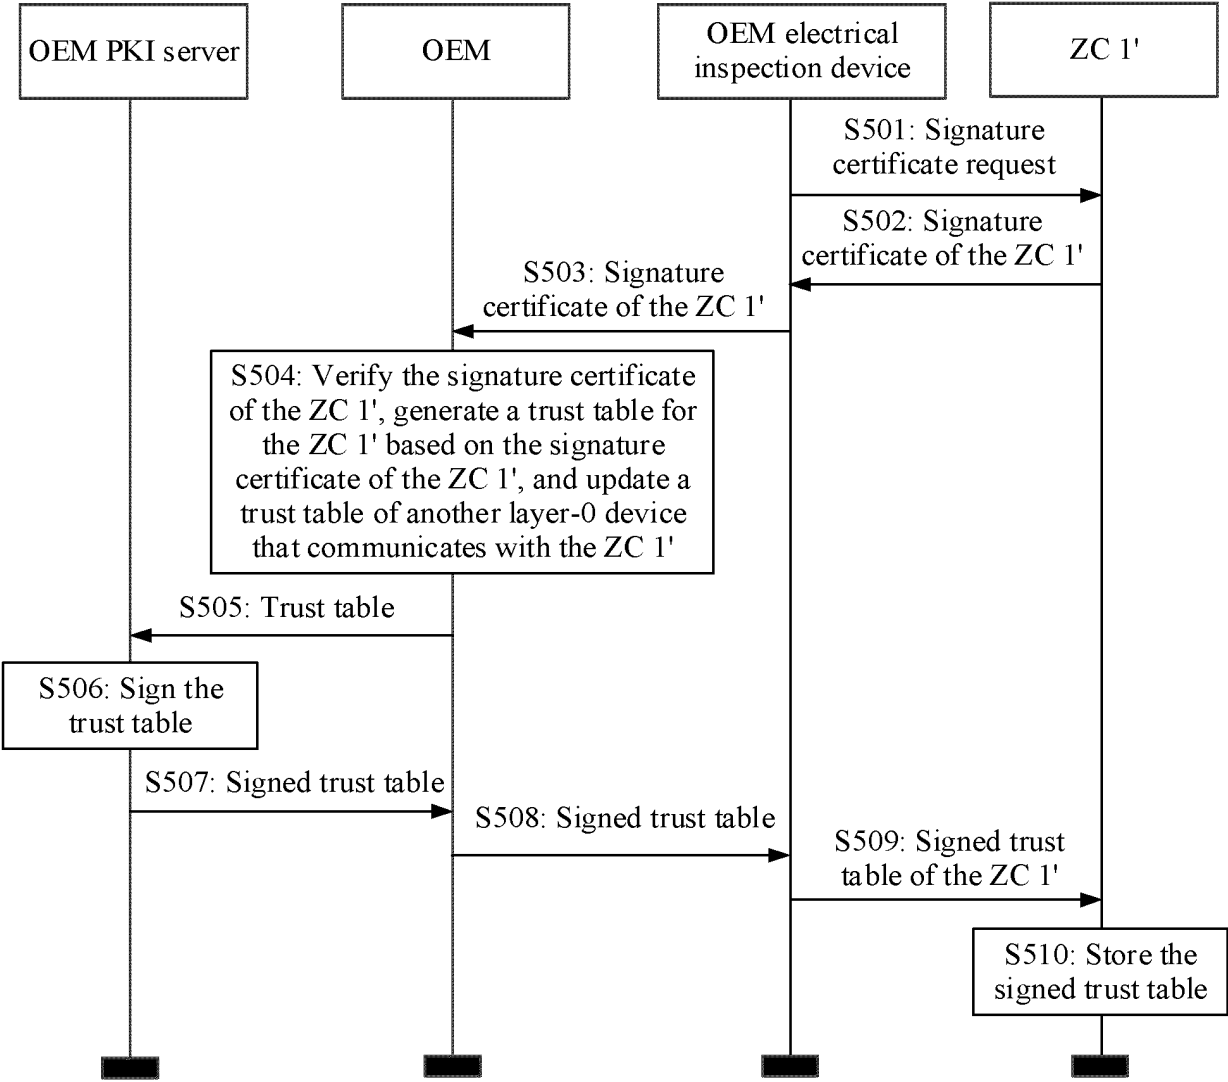 OEM PKI server
OEM
OEM electrical
inspection device
ZC 1'
S501: Signature
certificate request
S502: Signature
certificate of the ZC 1'
S503: Signature
certificate of the ZC 1'
S504: Verify the signature certificate
of the ZC 1', generate a trust table for
the ZC 1' based on the signature
certificate of the ZC 1', and update a
trust table of another layer-0 device
that communicates with the ZC 1'
S505: Trust table
S506: Sign the
trust table
S507: Signed trust table
S508: Signed trust table
S509: Signed trust
table of the ZC 1'
S510: Store the
signed trust table